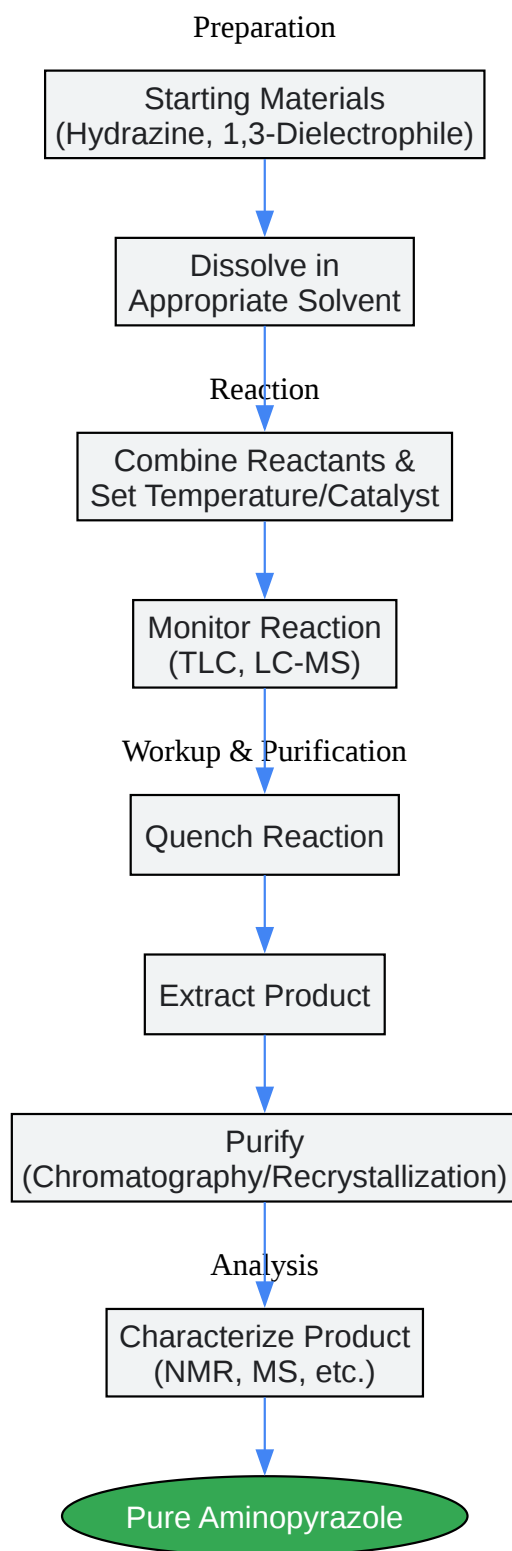 Preparation
Starting Materials
(Hydrazine, 1,3-Dielectrophile)
Dissolve in
Appropriate Solvent
Reaction
Combine Reactants &
Set Temperature/Catalyst
Monitor Reaction
(TLC, LC-MS)
Workup & Purification
Quench Reaction
Extract Product
Purify
(Chromatography/Recrystallization)
Analysis
Characterize Product
(NMR, MS, etc.)
Pure Aminopyrazole